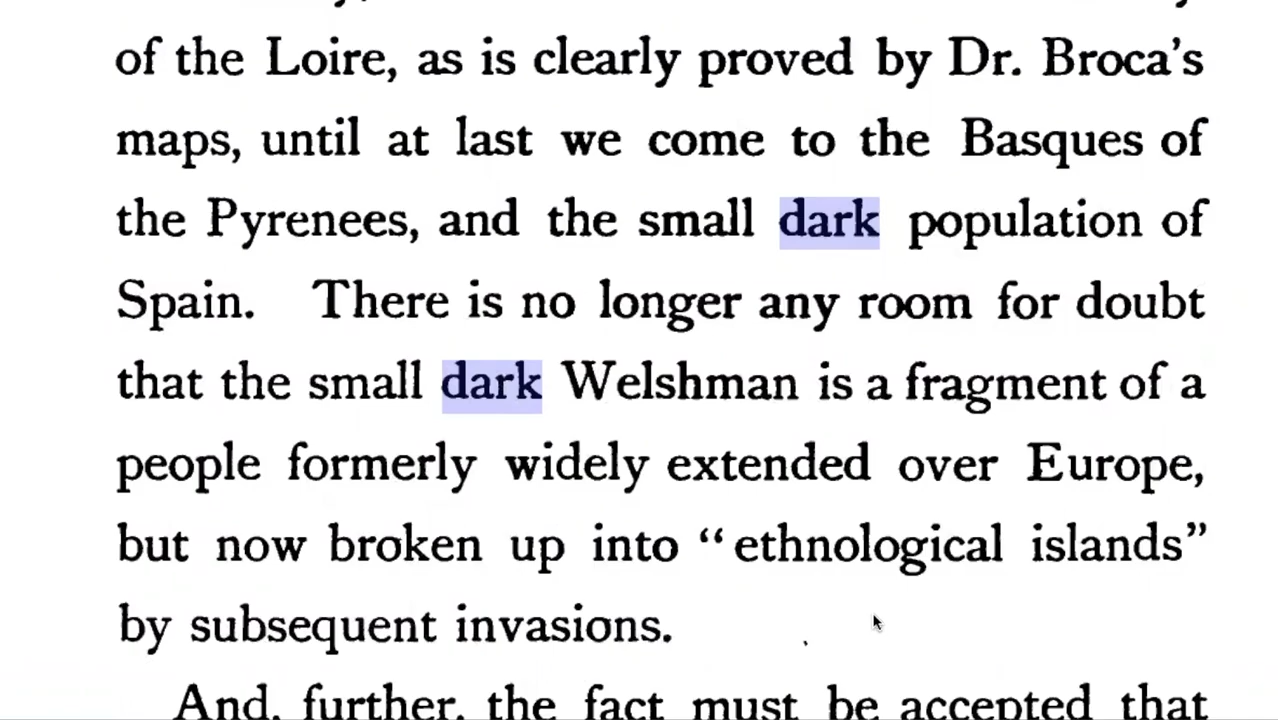 of the Loire, as is clearly proved by Dr. Broca's
maps, until at last we come to the Basques of
the Pyrenees, and the small dark population of
Spain. There is no longer any room for doubt
that the small dark Welshman is a fragment of a
people formerly widely extended over Europe,
but now broken up into “ethnological islands”
by subsequent invasions.
And, further, the fact must be accepted that